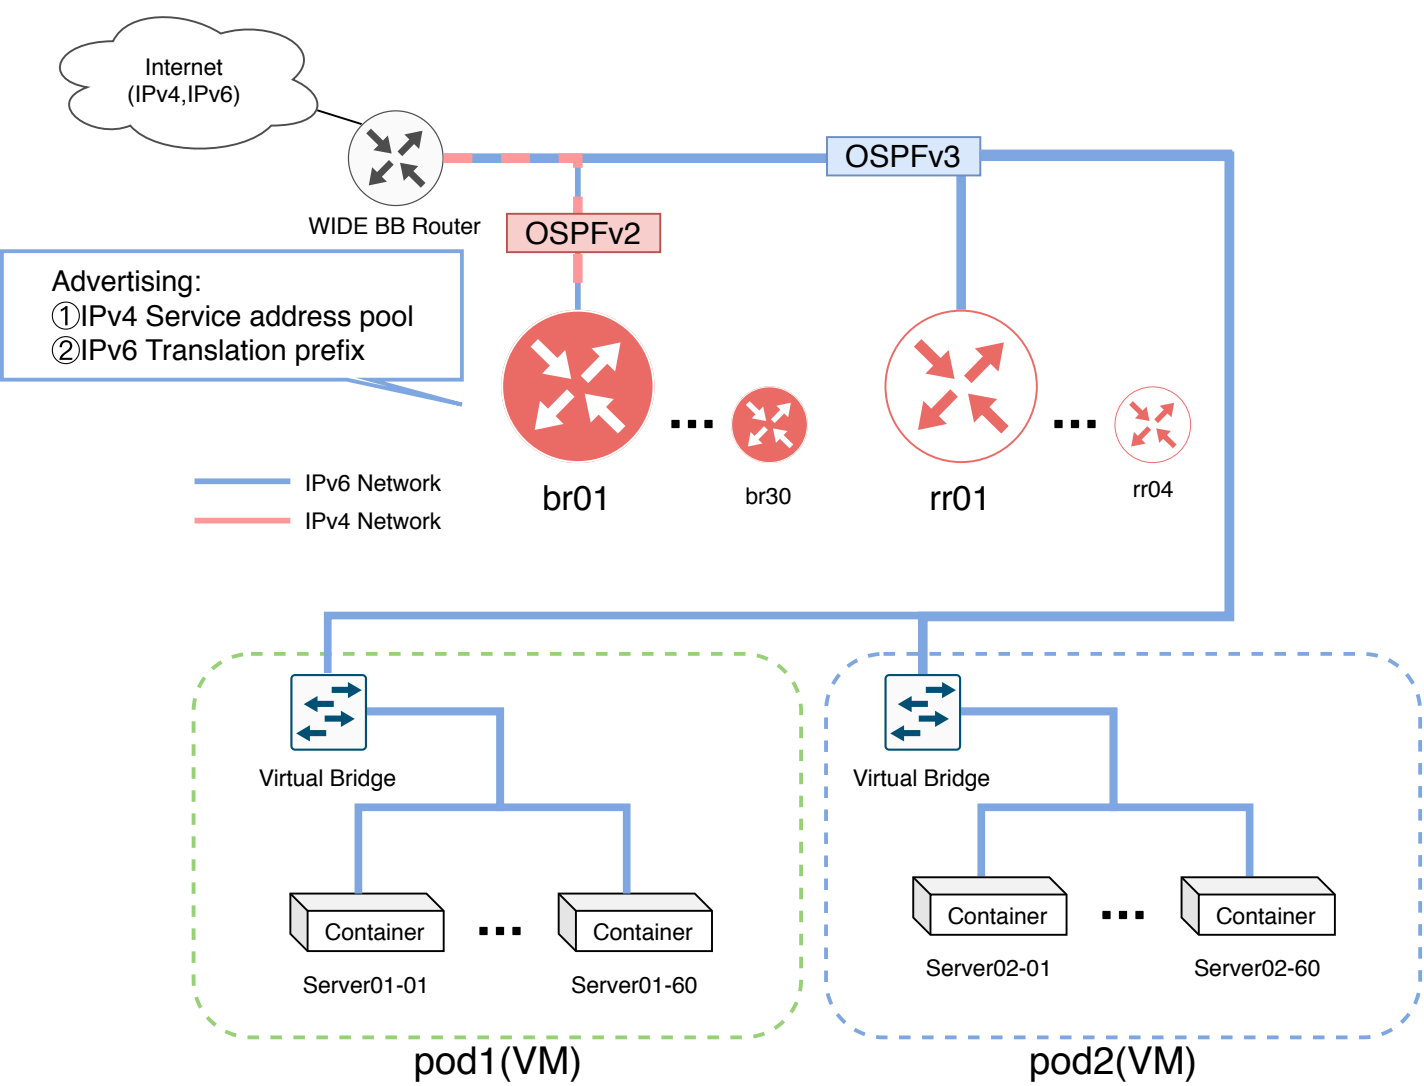 Internet
(IPv4,IPv6)
WIDE BB Router
OSPFv3
OSPFv2
Advertising:
①IPv4 Service address pool
②IPv6 Translation prefix
br01
br30
rr01
rr04
IPv6 Network
IPv4 Network
Virtual Bridge
Container
Server01-01
Container
Server01-60
pod1(VM)
Virtual Bridge
Container
Server02-01
Container
Server02-60
pod2(VM)